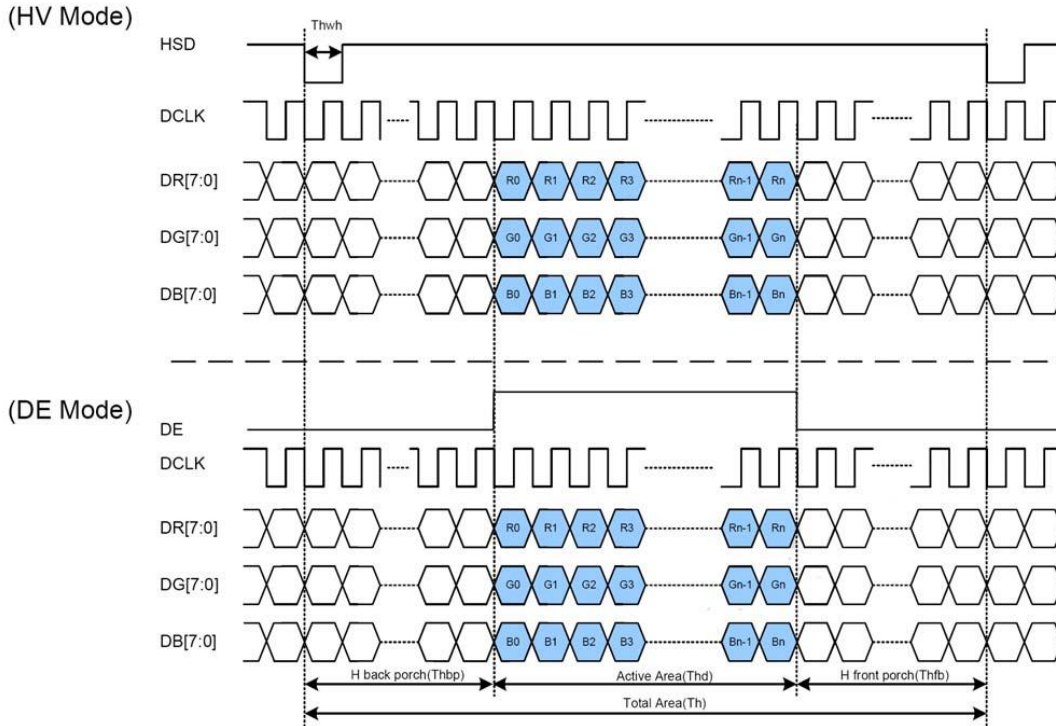 (HV Mode)
Thwh
HSD
DCLK
DR[7:0] R0 R1 R2 R3 Rn-1 Rn
DG[7:0] G0 G1 G2 G3 Gn-1 Gn
DB[7:0] B0 B1 B2 B3 Bn-1 Bn
(DE Mode)
DE
DCLK
DR[7:0] R0 R1 R2 R3 Rn-1 Rn
DG[7:0] G0 G1 G2 G3 Gn-1 Gn
DB[7:0] B0 B1 B2 B3 Bn-1 Bn
H back porch(Thbp) Active Area(Thd) H front porch(Thfb)
Total Area(Th)